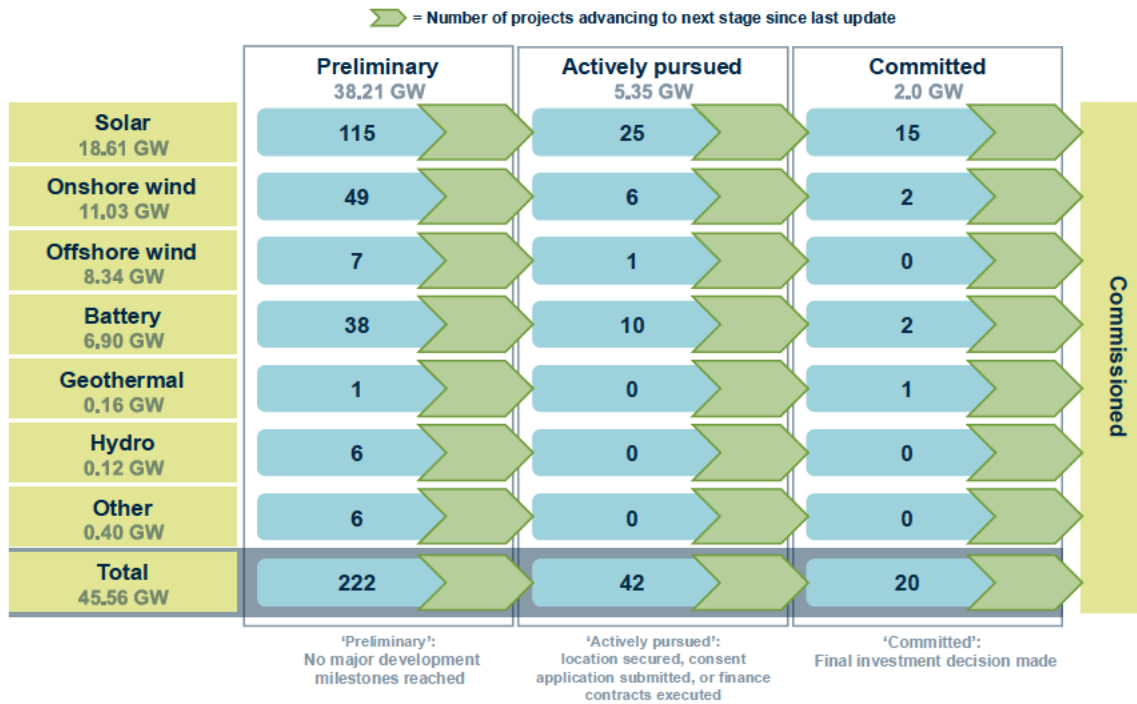 = Number of projects advancing to next stage since last update
Preliminary
38.21 GW
Actively pursued
5.35 GW
Committed
2.0 GW
Solar
18.61 GW
115
25
15
Onshore wind
11.03 GW
49
6
2
Offshore wind
8.34 GW
7
1
0
Battery
6.90 GW
38
10
2
Geothermal
0.16 GW
1
0
1
Hydro
0.12 GW
6
0
0
Other
0.40 GW
6
0
0
Total
45.56 GW
222
42
20
Commissioned
‘Preliminary’:
No major development
milestones reached
‘Actively pursued’:
location secured, consent
application submitted, or finance
contracts executed
‘Committed’:
Final investment decision made